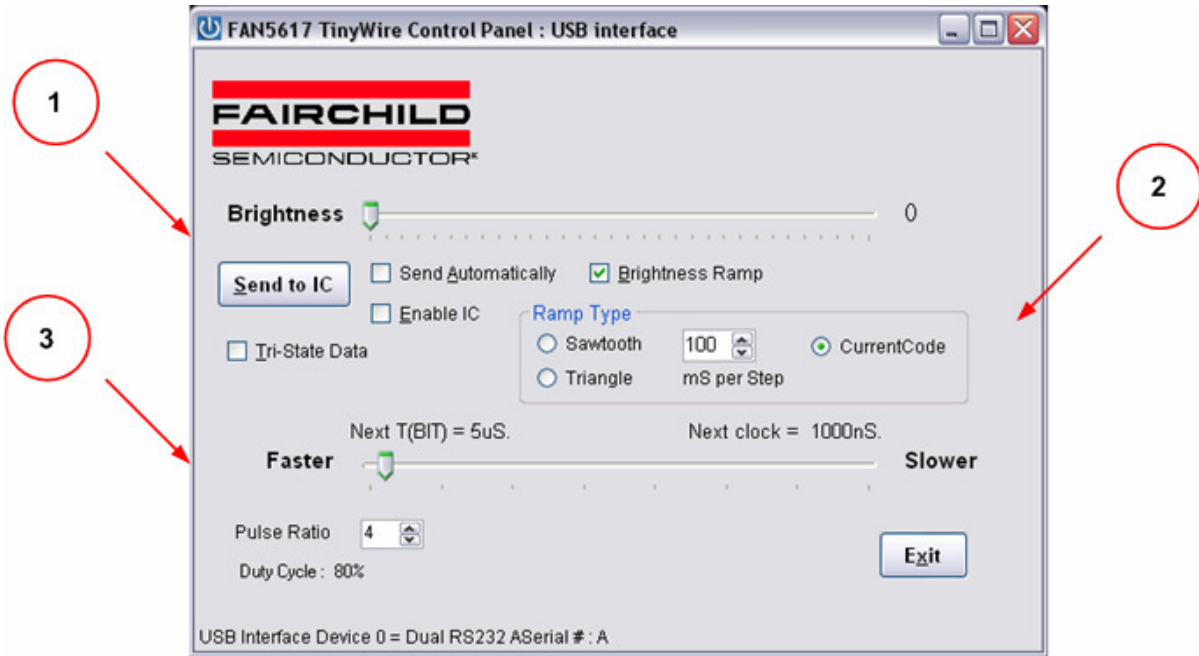 FAN5617 TinyWire Control Panel : USB interface
1
FAIRCHILD
SEMICONDUCTOR
2
Brightness
0
Send to IC
Send Automatically
Brightness Ramp
Enable IC
Ramp Type
3
Tri-State Data
Sawtooth
100
CurrentCode
Triangle
mS per Step
Next T(BIT) = 5uS.
Next clock = 1000nS.
Faster
Slower
Pulse Ratio
4
Duty Cycle : 80%
Exit
USB Interface Device 0 = Dual RS232 ASerial # : A